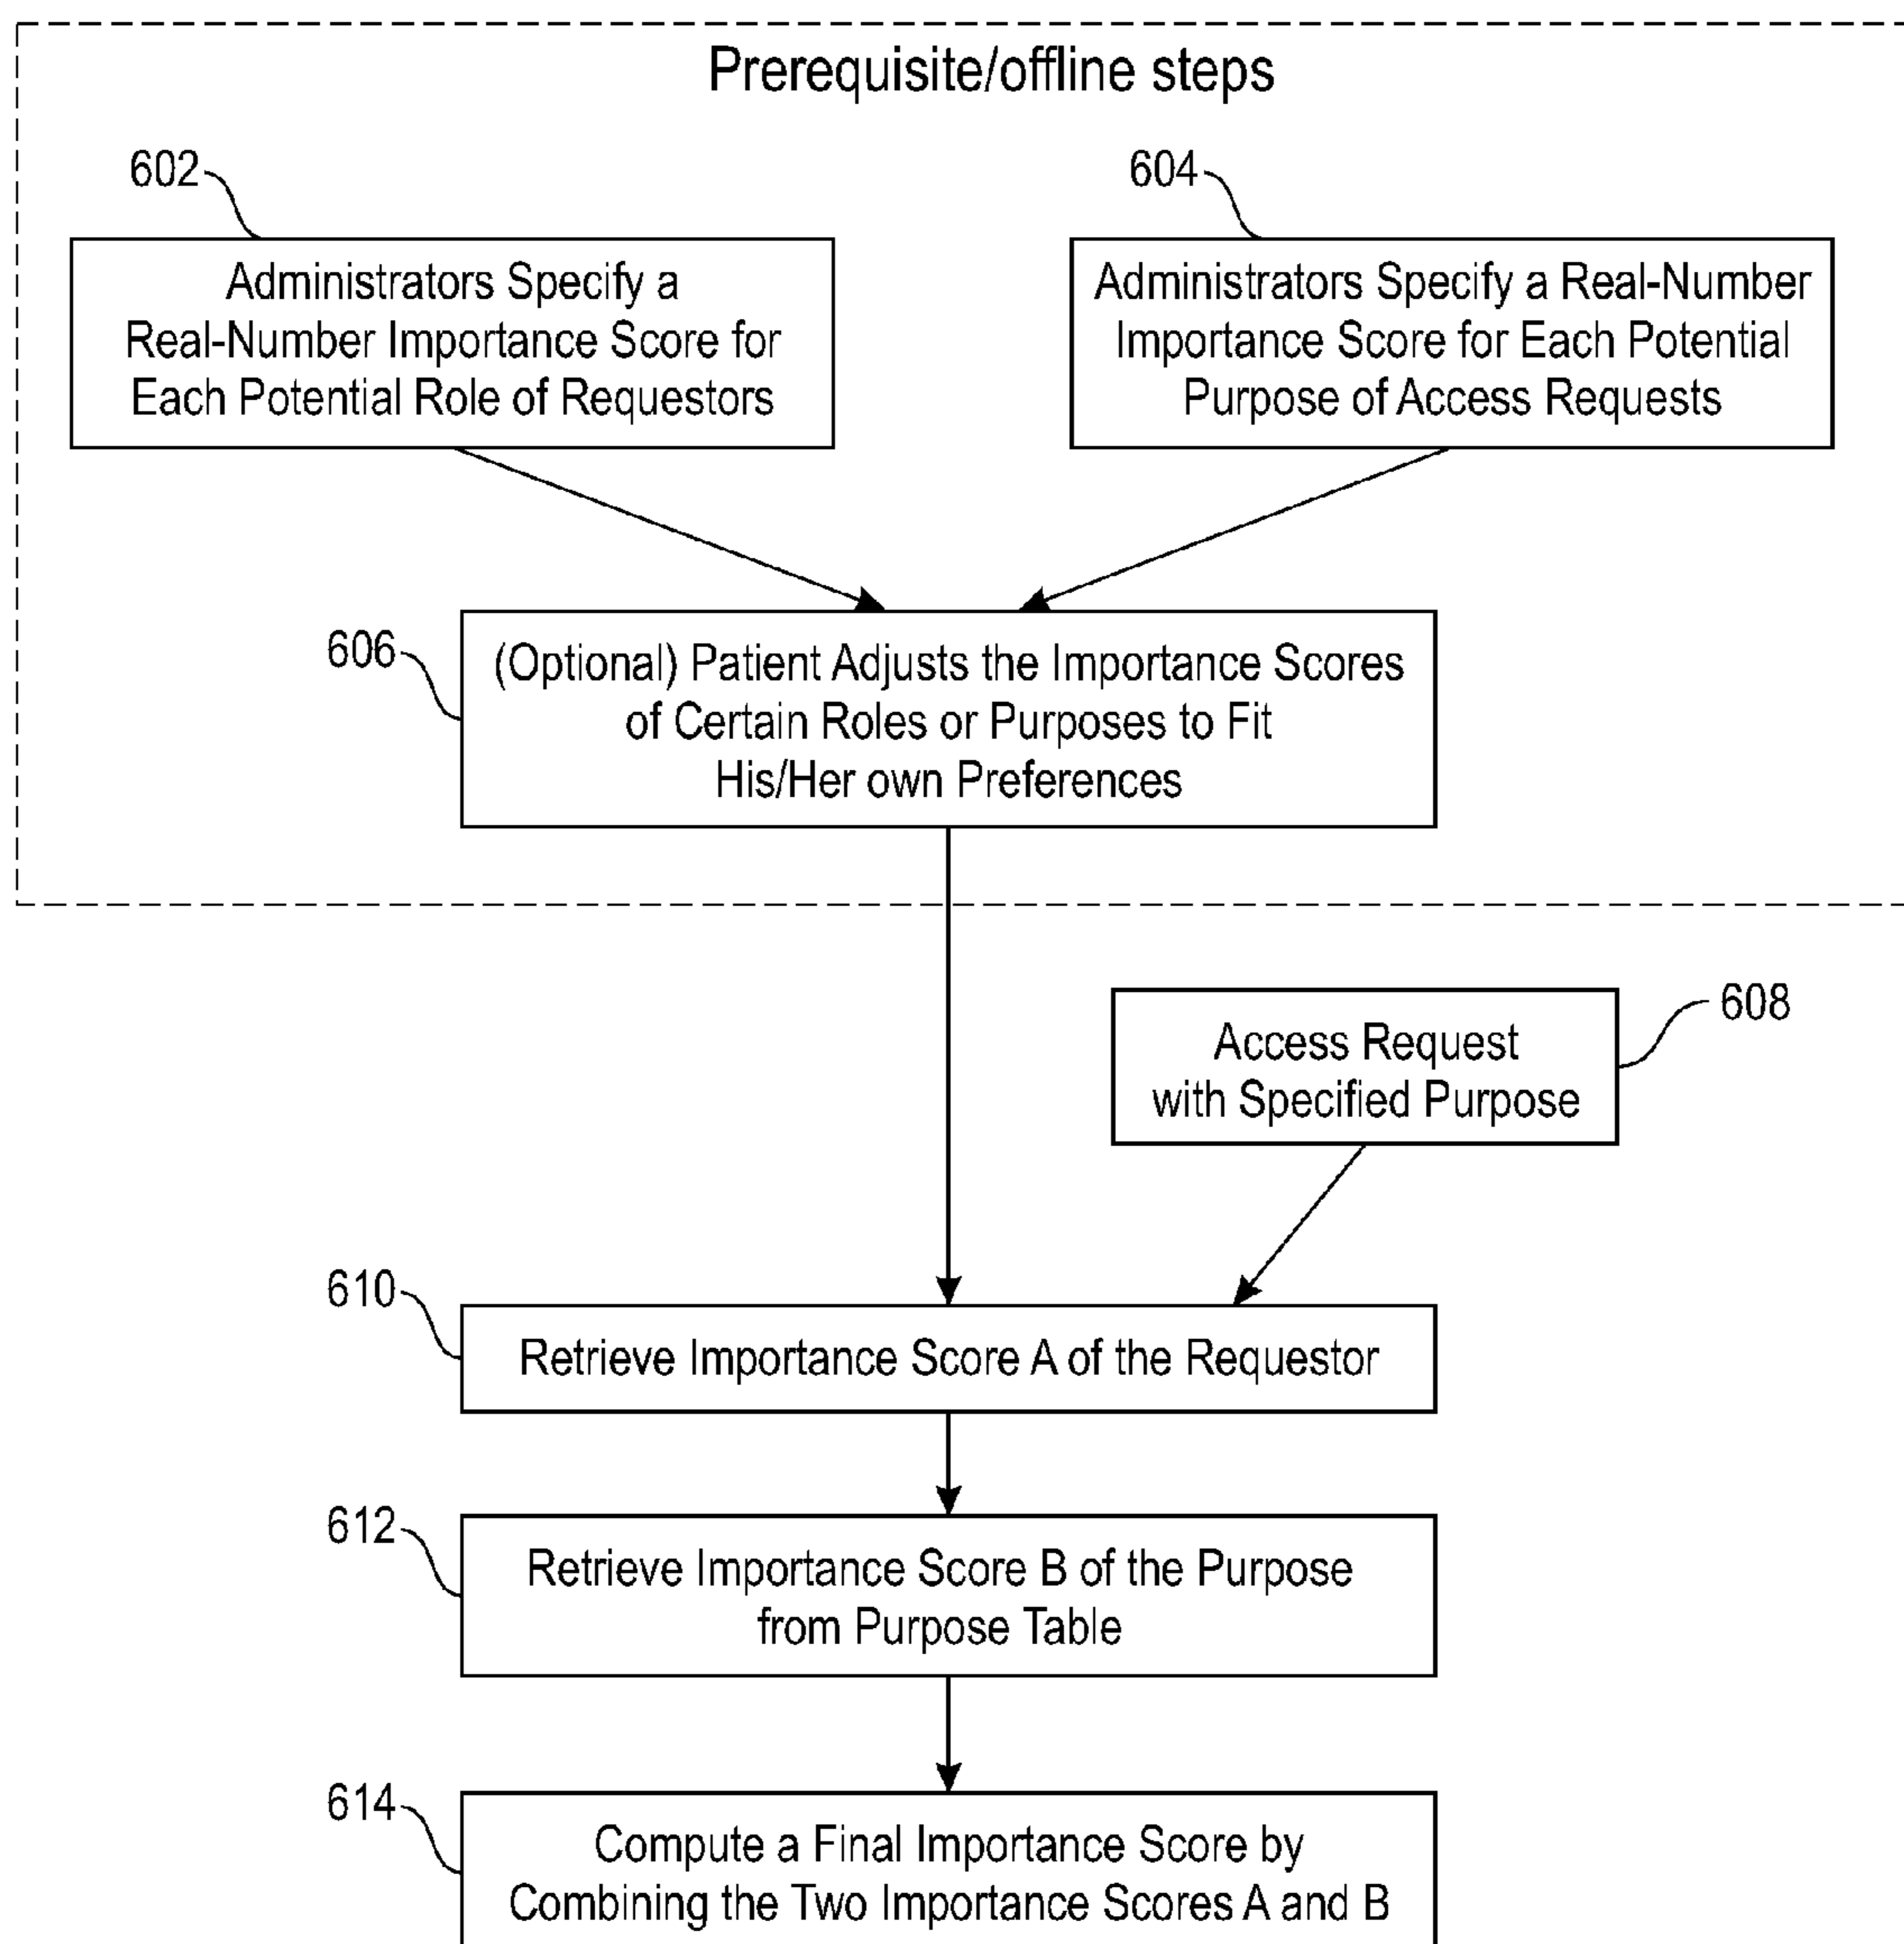 Prerequisite/offline steps
602
604
Administrators Specify a
Real-Number Importance Score for
Each Potential Role of Requestors
Administrators Specify a Real-Number
Importance Score for Each Potential
Purpose of Access Requests
606
(Optional) Patient Adjusts the Importance Scores
of Certain Roles or Purposes to Fit
His/Her own Preferences
608
Access Request
with Specified Purpose
610
Retrieve Importance Score A of the Requestor
612
Retrieve Importance Score B of the Purpose
from Purpose Table
614
Compute a Final Importance Score by
Combining the Two Importance Scores A and B